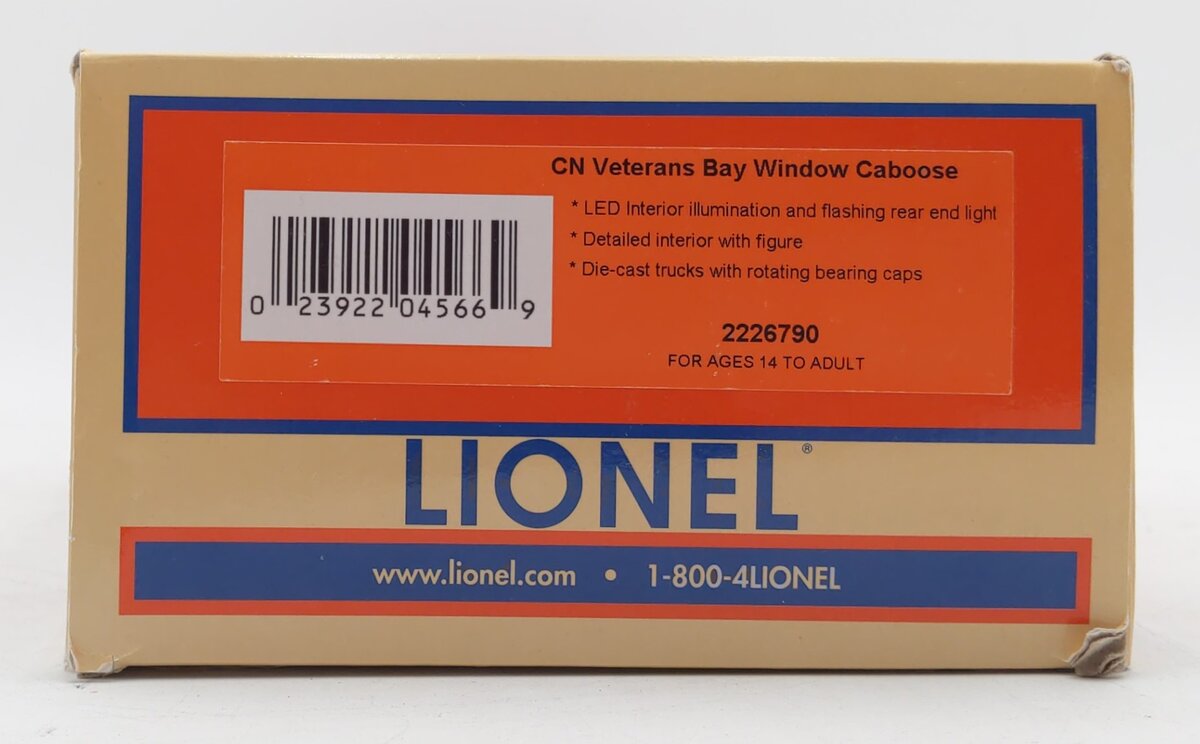 CN Veterans Bay Window Caboose
* LED Interior illumination and flashing rear end light
* Detailed interior with figure
* Die-cast trucks with rotating bearing caps
0 23922 04566 9
2226790
FOR AGES 14 TO ADULT
LIONEL®
www.lionel.com • 1-800-4LIONEL